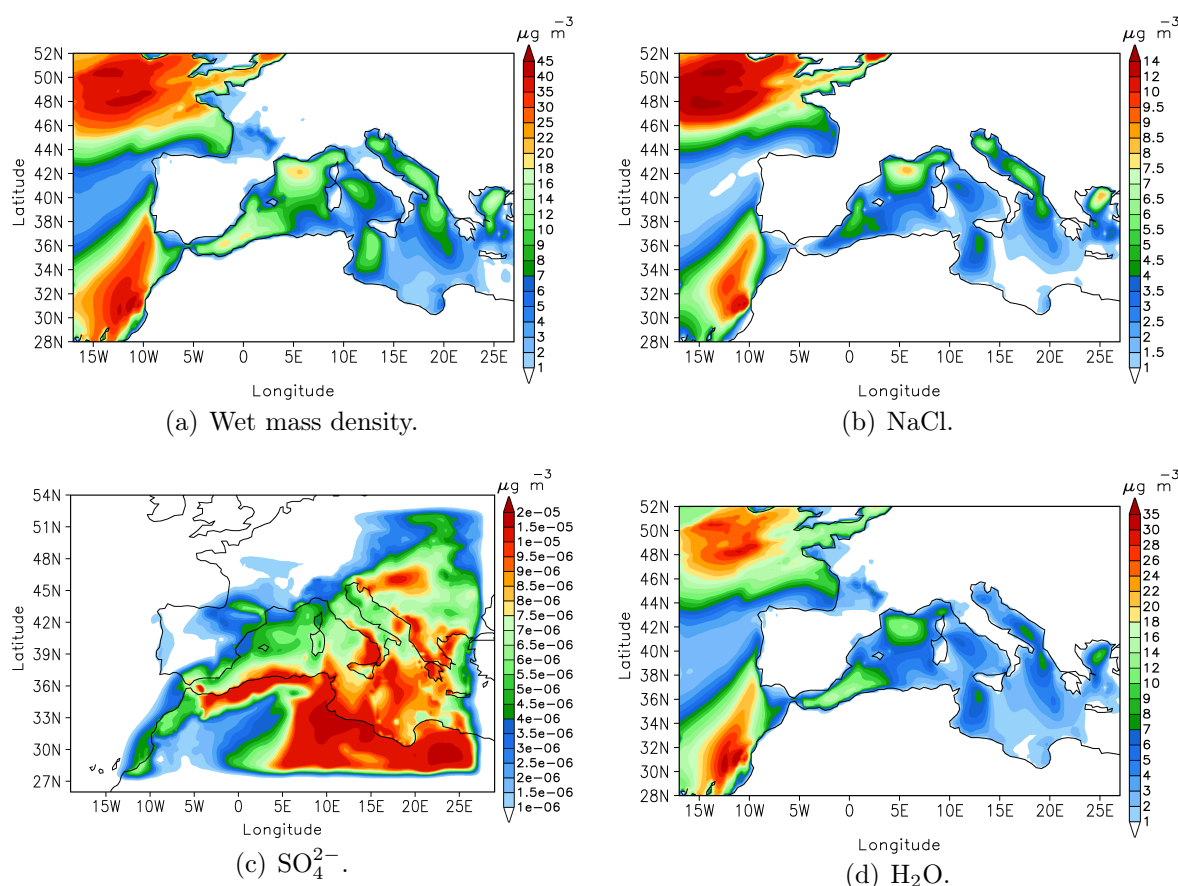 μg m⁻³
52N
50N
48N
46N
44N
42N
40N
38N
36N
34N
32N
30N
28N
Latitude
15W 10W 5W 0 5E 10E 15E 20E 25E
Longitude
45
40
35
30
25
22
20
18
16
14
12
10
9
8
7
6
5
4
3
2
1
(a) Wet mass density.
μg m⁻³
52N
50N
48N
46N
44N
42N
40N
38N
36N
34N
32N
30N
28N
Latitude
15W 10W 5W 0 5E 10E 15E 20E 25E
Longitude
14
12
10
9.5
9
8.5
8
7.5
7
6.5
6
5.5
5
4.5
4
3.5
3
2.5
2
1.5
1
(b) NaCl.
μg m⁻³
54N
51N
48N
45N
42N
39N
36N
33N
30N
27N
Latitude
15W 10W 5W 0 5E 10E 15E 20E 25E
Longitude
2e-05
1.5e-05
1e-05
9.5e-06
9e-06
8.5e-06
8e-06
7.5e-06
7e-06
6.5e-06
6e-06
5.5e-06
5e-05
4.5e-05
4e-06
3.5e-06
3e-06
2.5e-06
2e-06
1.5e-06
1e-06
(c) SO₄²⁻.
μg m⁻³
52N
50N
48N
46N
44N
42N
40N
38N
36N
34N
32N
30N
28N
Latitude
15W 10W 5W 0 5E 10E 15E 20E 25E
Longitude
35
30
28
26
24
22
20
18
16
14
12
10
9
8
7
6
5
4
3
2
1
(d) H₂O.